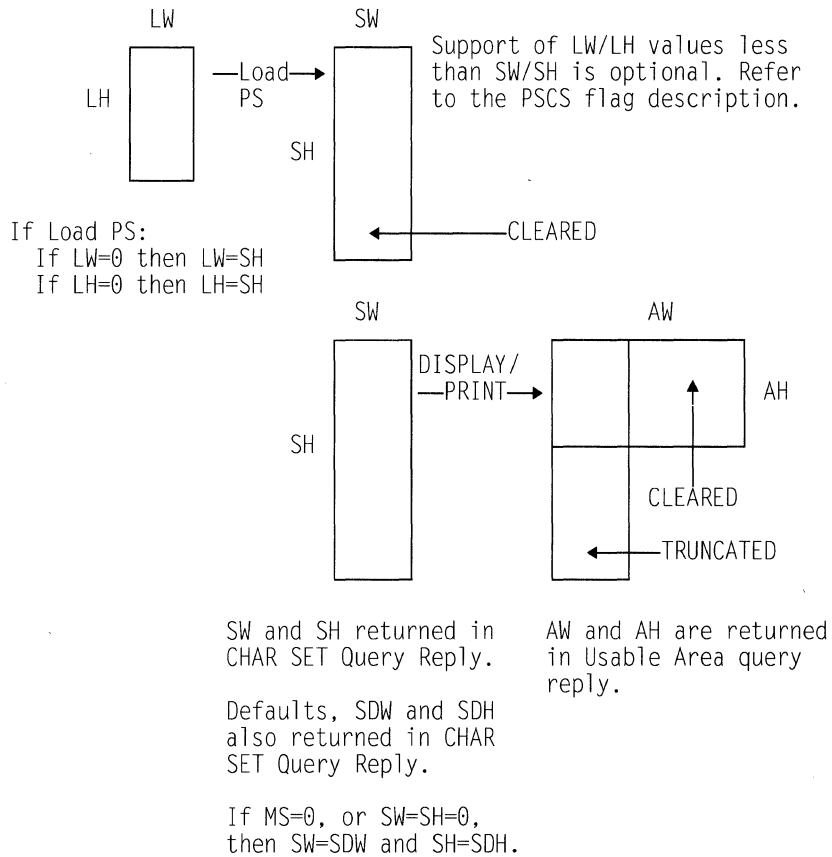 LW
SW
LH
Load
PS
SH
Support of LW/LH values less
than SW/SH is optional. Refer
to the PSCS flag description.
CLEARED
If Load PS:
If LW=0 then LW=SH
If LH=0 then LH=SH
SW
AW
SH
DISPLAY/
PRINT
AH
CLEARED
TRUNCATED
SW and SH returned in
CHAR SET Query Reply.
Defaults, SDW and SDH
also returned in CHAR
SET Query Reply.
If MS=0, or SW=SH=0,
then SW=SDW and SH=SDH.
AW and AH are returned
in Usable Area query
reply.